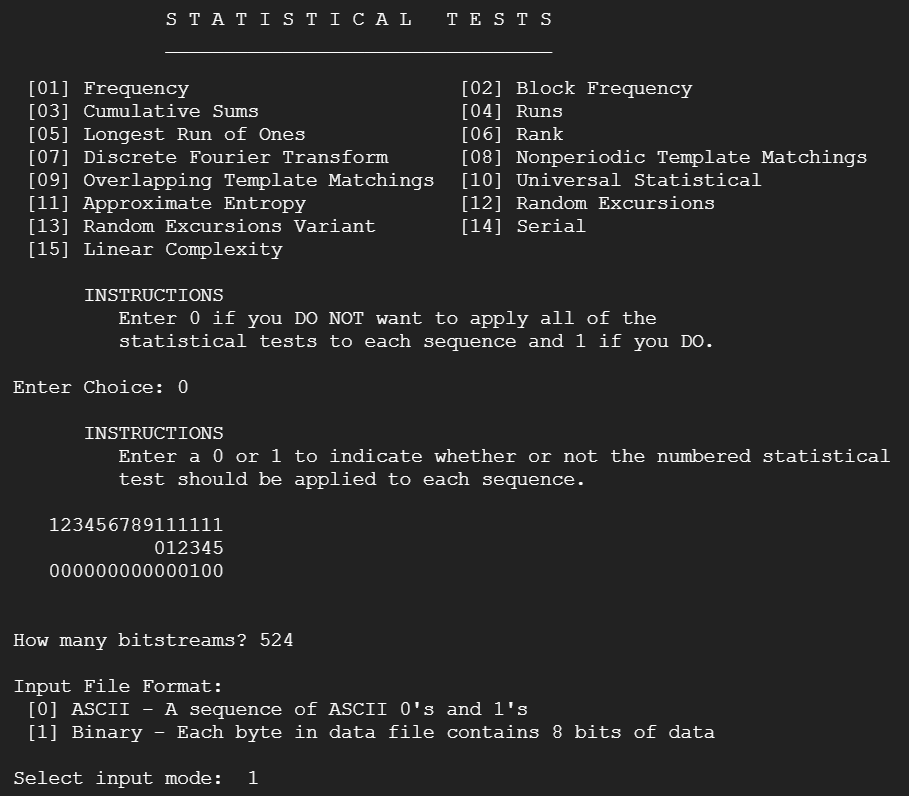 S T A T I S T I C A L   T E S T S
_________________________________
[01] Frequency                       [02] Block Frequency
[03] Cumulative Sums                 [04] Runs
[05] Longest Run of Ones             [06] Rank
[07] Discrete Fourier Transform      [08] Nonperiodic Template Matchings
[09] Overlapping Template Matchings  [10] Universal Statistical
[11] Approximate Entropy             [12] Random Excursions
[13] Random Excursions Variant       [14] Serial
[15] Linear Complexity
INSTRUCTIONS
Enter 0 if you DO NOT want to apply all of the
statistical tests to each sequence and 1 if you DO.
Enter Choice: 0
INSTRUCTIONS
Enter a 0 or 1 to indicate whether or not the numbered statistical
test should be applied to each sequence.
123456789111111
012345
000000000000100
How many bitstreams? 524
Input File Format:
[0] ASCII - A sequence of ASCII 0's and 1's
[1] Binary - Each byte in data file contains 8 bits of data
Select input mode:  1